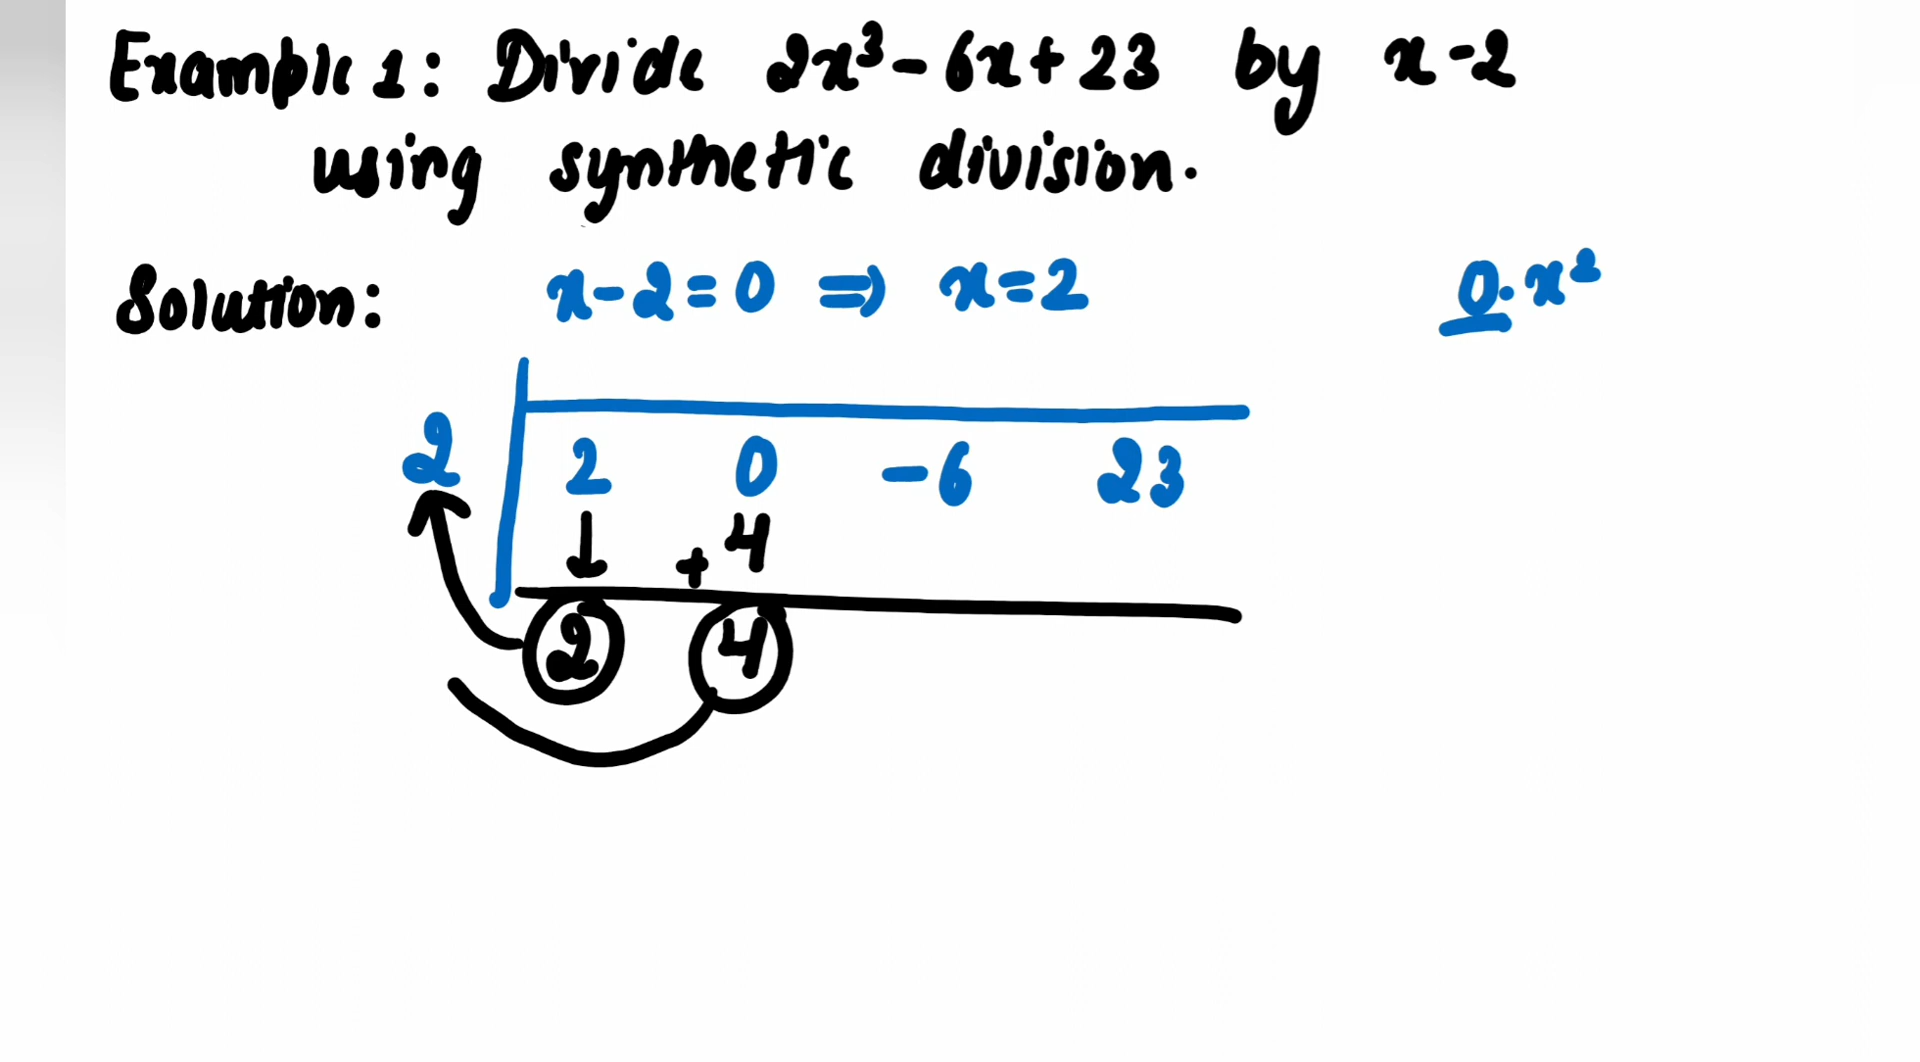 Example 1: Divide 2x³-6x+23 by x-2
using synthetic division.
Solution: x-2=0 ⇒ x=2 0.x²
2 2 0 -6 23
↓ + 4
2 4